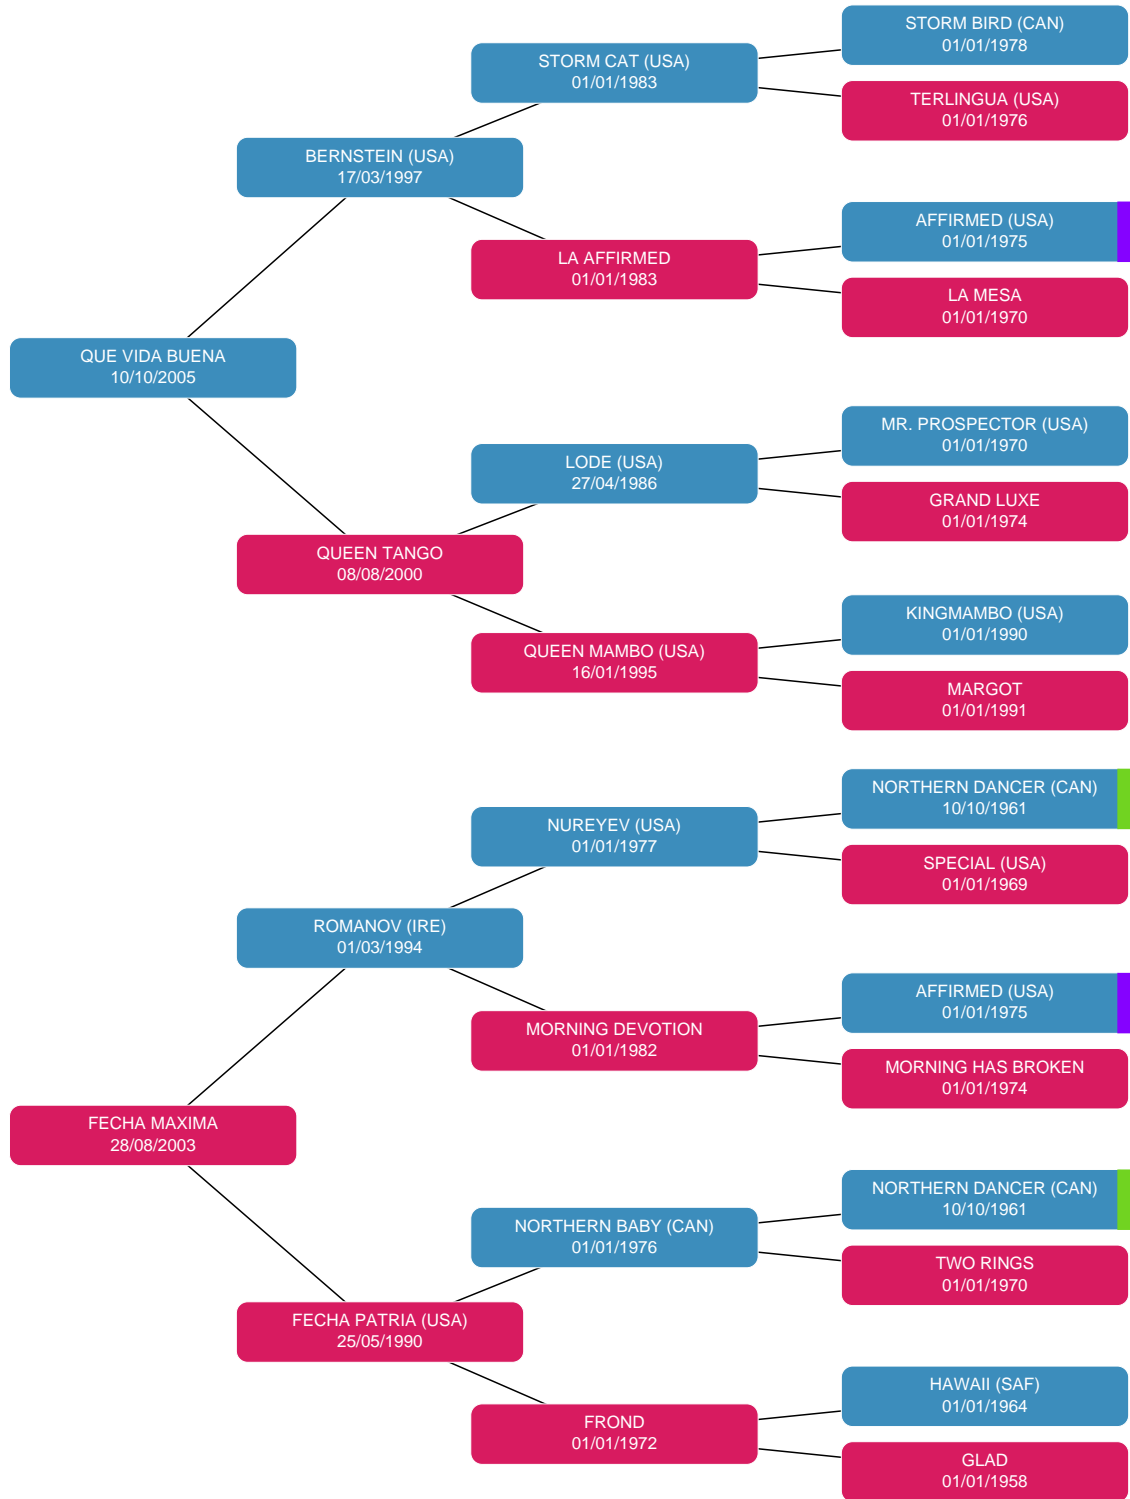 STORM BIRD (CAN)
01/01/1978
STORM CAT (USA)
01/01/1983
TERLINGUA (USA)
01/01/1976
BERNSTEIN (USA)
17/03/1997
AFFIRMED (USA)
01/01/1975
LA AFFIRMED
01/01/1983
LA MESA
01/01/1970
QUE VIDA BUENA
10/10/2005
MR. PROSPECTOR (USA)
01/01/1970
LODE (USA)
27/04/1986
GRAND LUXE
01/01/1974
QUEEN TANGO
08/08/2000
KINGMAMBO (USA)
01/01/1990
QUEEN MAMBO (USA)
16/01/1995
MARGOT
01/01/1991
NORTHERN DANCER (CAN)
10/10/1961
NUREYEV (USA)
01/01/1977
SPECIAL (USA)
01/01/1969
ROMANOV (IRE)
01/03/1994
AFFIRMED (USA)
01/01/1975
MORNING DEVOTION
01/01/1982
MORNING HAS BROKEN
01/01/1974
FECHA MAXIMA
28/08/2003
NORTHERN DANCER (CAN)
10/10/1961
NORTHERN BABY (CAN)
01/01/1976
TWO RINGS
01/01/1970
FECHA PATRIA (USA)
25/05/1990
HAWAII (SAF)
01/01/1964
FROND
01/01/1972
GLAD
01/01/1958